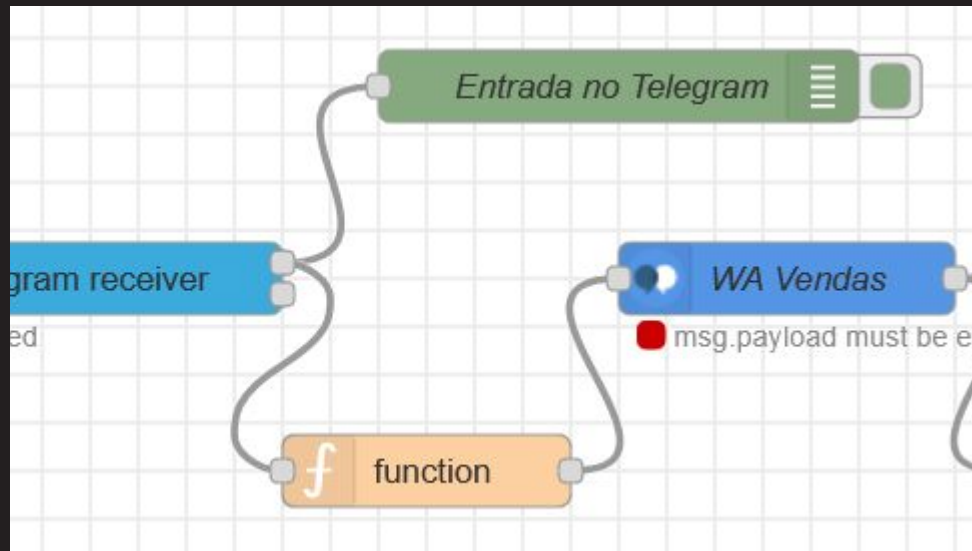 Entrada no Telegram
gram receiver
WA Vendas
ed
msg.payload must be e
function